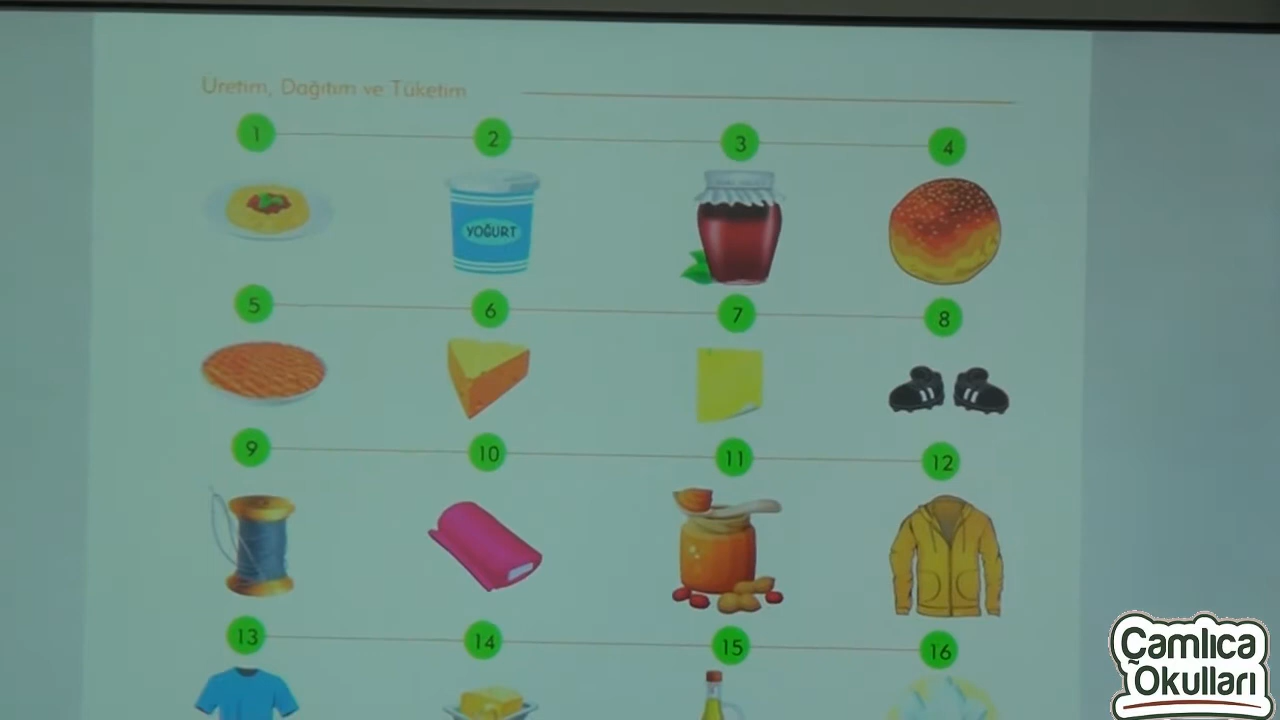 Üretim, Dağıtım ve Tüketim
1 2 3 4
YOĞURT
5 6 7 8
9 10 11 12
13 14 15 16
Çamlıca
Okulları